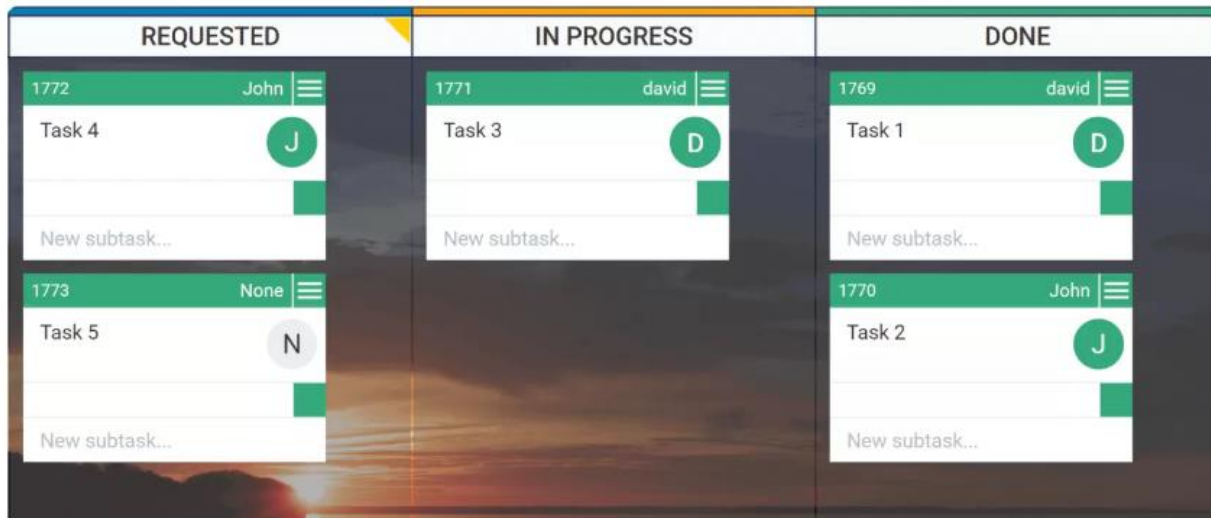 REQUESTED
1772 John
Task 4
J
New subtask...
1773 None
Task 5
N
New subtask...
IN PROGRESS
1771 david
Task 3
D
New subtask...
DONE
1769 david
Task 1
D
New subtask...
1770 John
Task 2
J
New subtask...